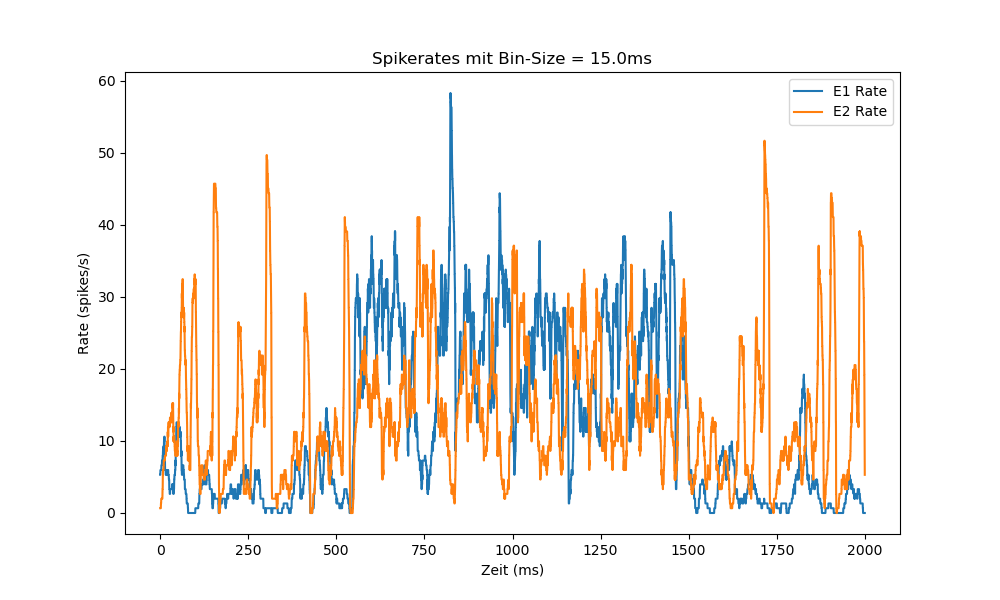 Spikerates mit Bin-Size = 15.0ms
E1 Rate
E2 Rate
Rate (spikes/s)
60
50
40
30
20
10
0
0 250 500 750 1000 1250 1500 1750 2000
Zeit (ms)